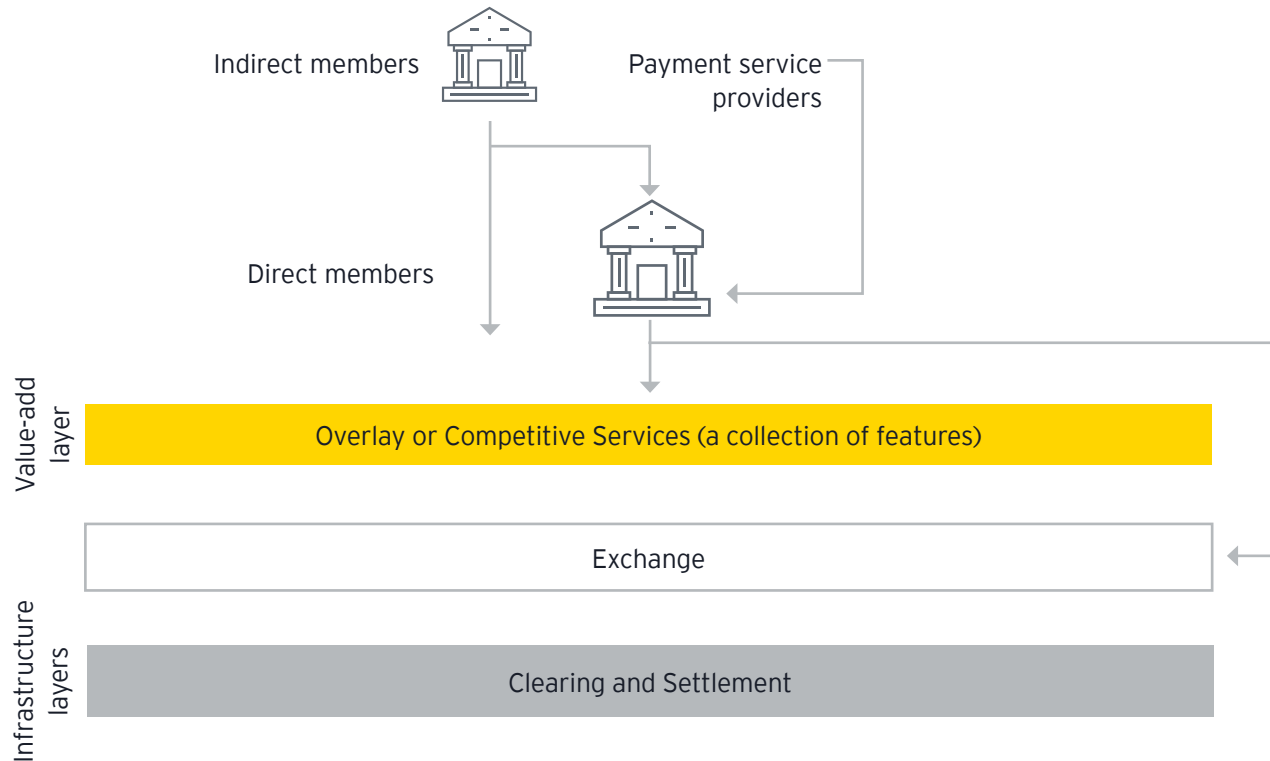 Indirect members
Payment service
providers
Direct members
Value-add
layer
Overlay or Competitive Services (a collection of features)
Exchange
Infrastructure
layers
Clearing and Settlement